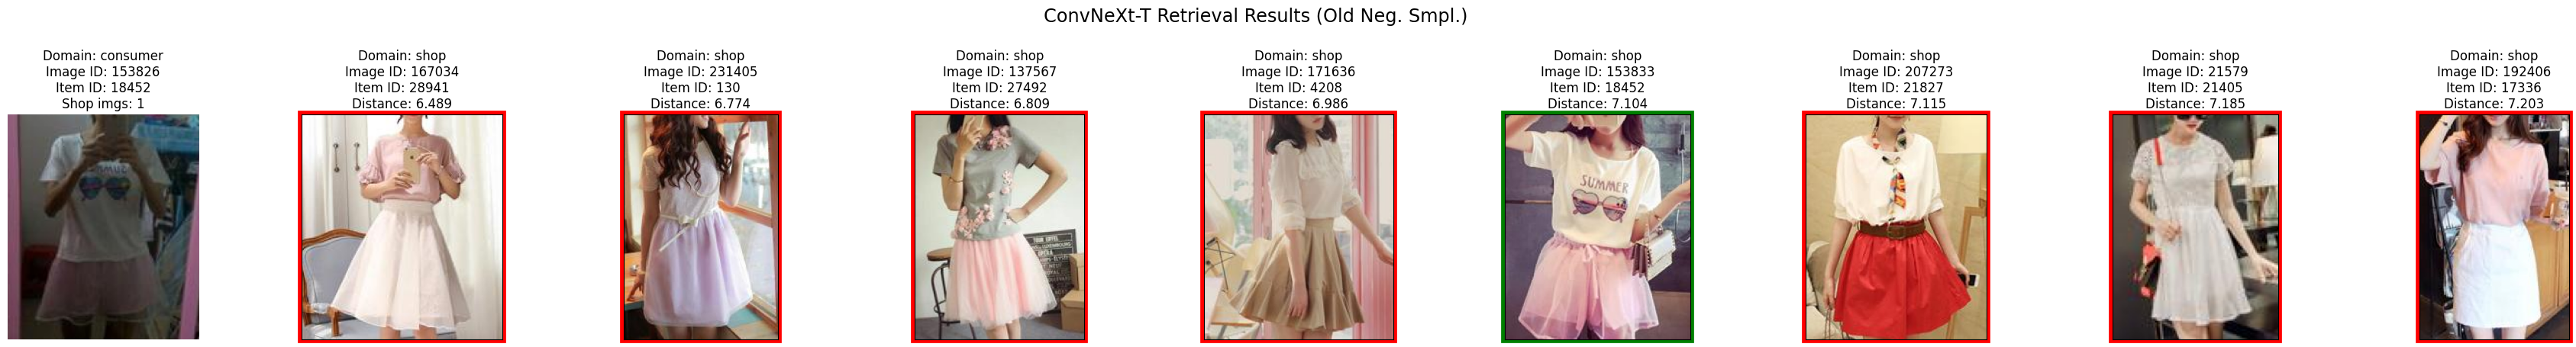 ConvNeXt-T Retrieval Results (Old Neg. Smpl.)
Domain: consumer
Image ID: 153826
Item ID: 18452
Shop imgs: 1
Domain: shop
Image ID: 167034
Item ID: 28941
Distance: 6.489
Domain: shop
Image ID: 231405
Item ID: 130
Distance: 6.774
Domain: shop
Image ID: 137567
Item ID: 27492
Distance: 6.809
Domain: shop
Image ID: 171636
Item ID: 4208
Distance: 6.986
Domain: shop
Image ID: 153833
Item ID: 18452
Distance: 7.104
Domain: shop
Image ID: 207273
Item ID: 21827
Distance: 7.115
Domain: shop
Image ID: 21579
Item ID: 21405
Distance: 7.185
Domain: shop
Image ID: 192406
Item ID: 17336
Distance: 7.203
SUMMER